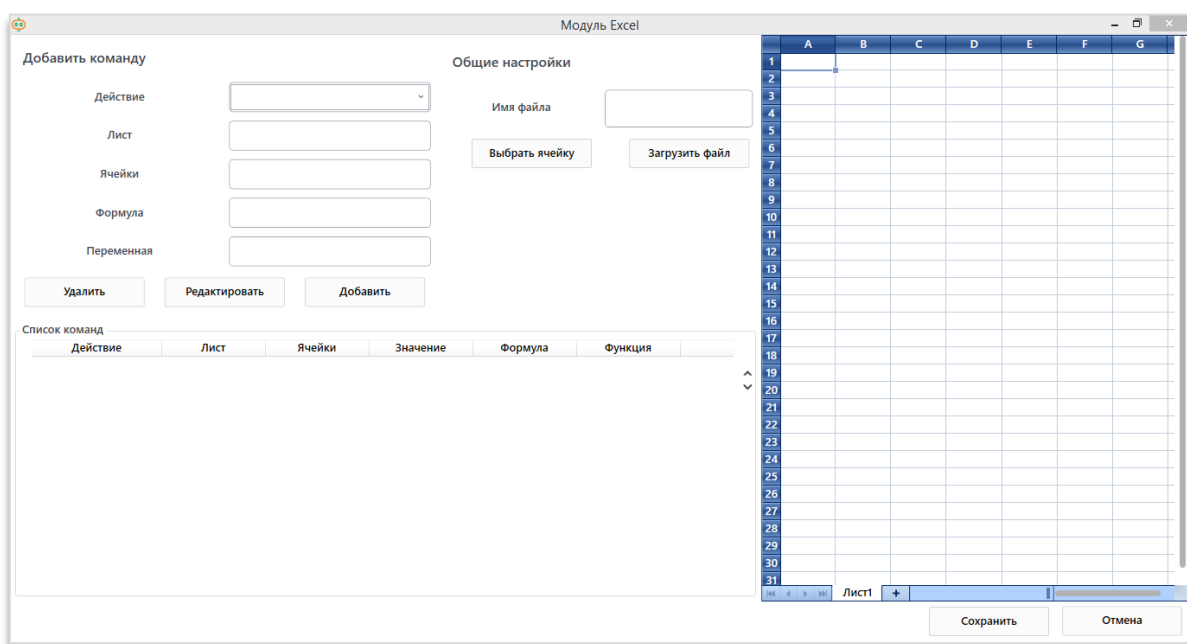 Модуль Excel
Добавить команду
Действие
Лист
Ячейки
Формула
Переменная
Удалить Редактировать Добавить
Общие настройки
Имя файла
Выбрать ячейку Загрузить файл
Список команд
Действие Лист Ячейки Значение Формула Функция
A B C D E F G
1
2
3
4
5
6
7
8
9
10
11
12
13
14
15
16
17
18
19
20
21
22
23
24
25
26
27
28
29
30
31
Лист1 +
Сохранить Отмена